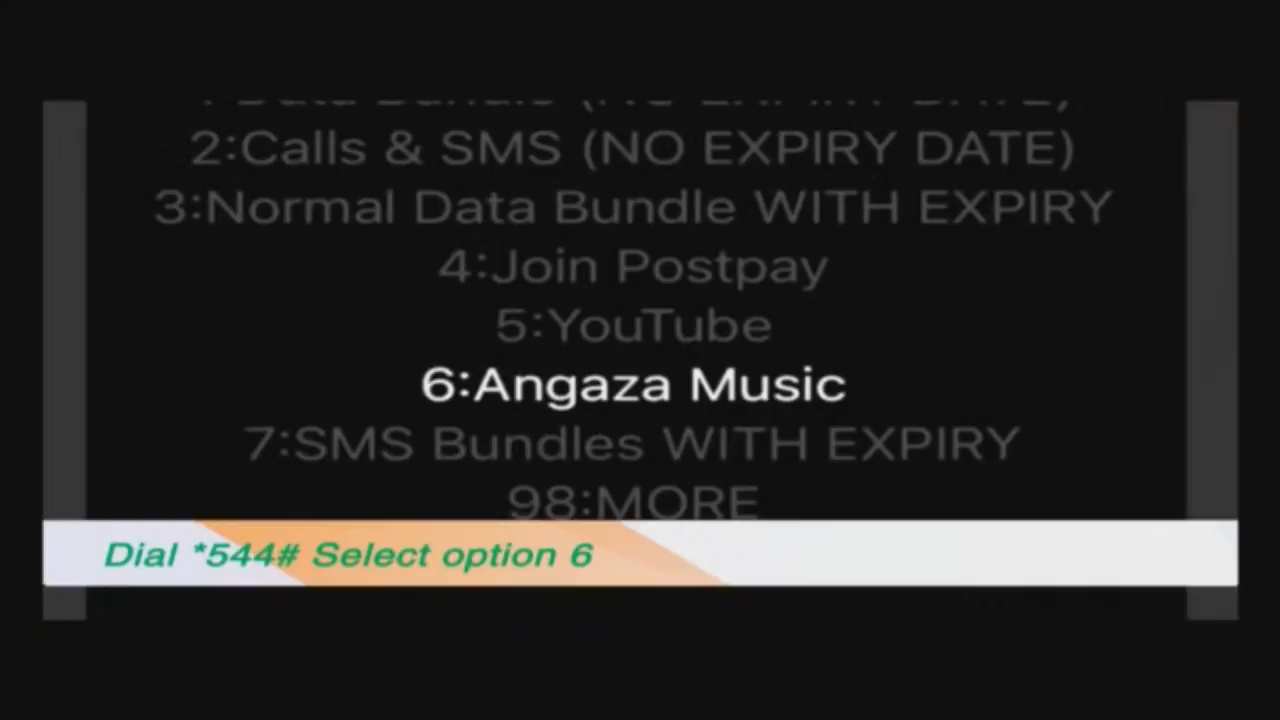 2:Calls & SMS (NO EXPIRY DATE)
3:Normal Data Bundle WITH EXPIRY
4:Join Postpay
5:YouTube
6:Angaza Music
7:SMS Bundles WITH EXPIRY
98:MORE
Dial *544# Select option 6